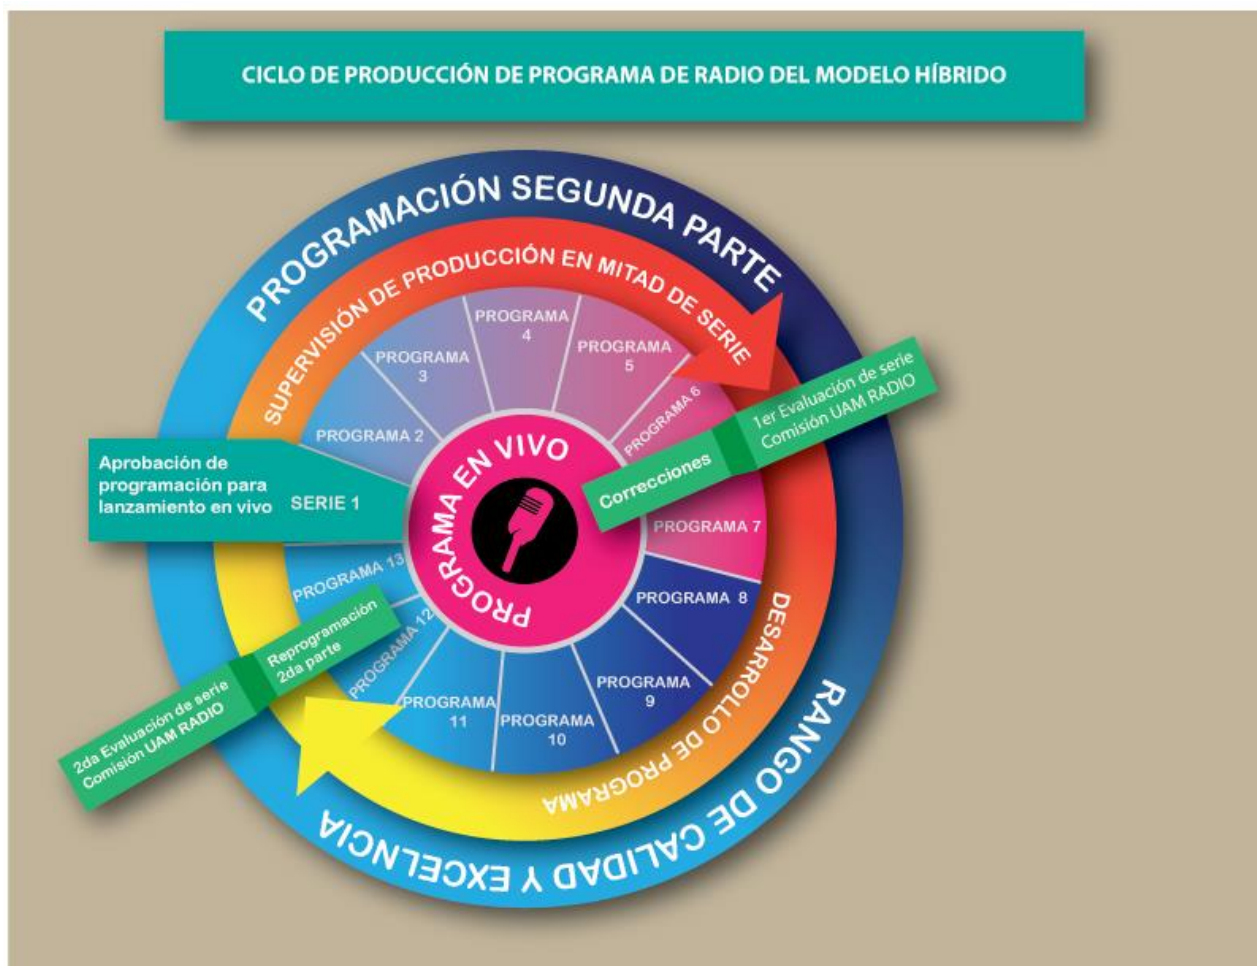 CICLO DE PRODUCCIÓN DE PROGRAMA DE RADIO DEL MODELO HÍBRIDO
PROGRAMACIÓN SEGUNDA PARTE
SUPERVISIÓN DE PRODUCCIÓN EN MITAD DE SERIE
Aprobación de
programación para
lanzamiento en vivo
SERIE 1
PROGRAMA 2
PROGRAMA
3
PROGRAMA
4
PROGRAMA
5
PROGRAMA 6
Correcciones
1er Evaluación de serie
Comisión UAM RADIO
PROGRAMA 7
PROGRAMA 8
PROGRAMA
9
PROGRAMA
10
PROGRAMA
11
PROGRAMA 12
PROGRAMA 13
PROGRAMA EN VIVO
Reprogramación
2da parte
2da Evaluación de serie
Comisión UAM RADIO
DESARROLLO DE PROGRAMA
RANGO DE CALIDAD Y EXCELNCIA